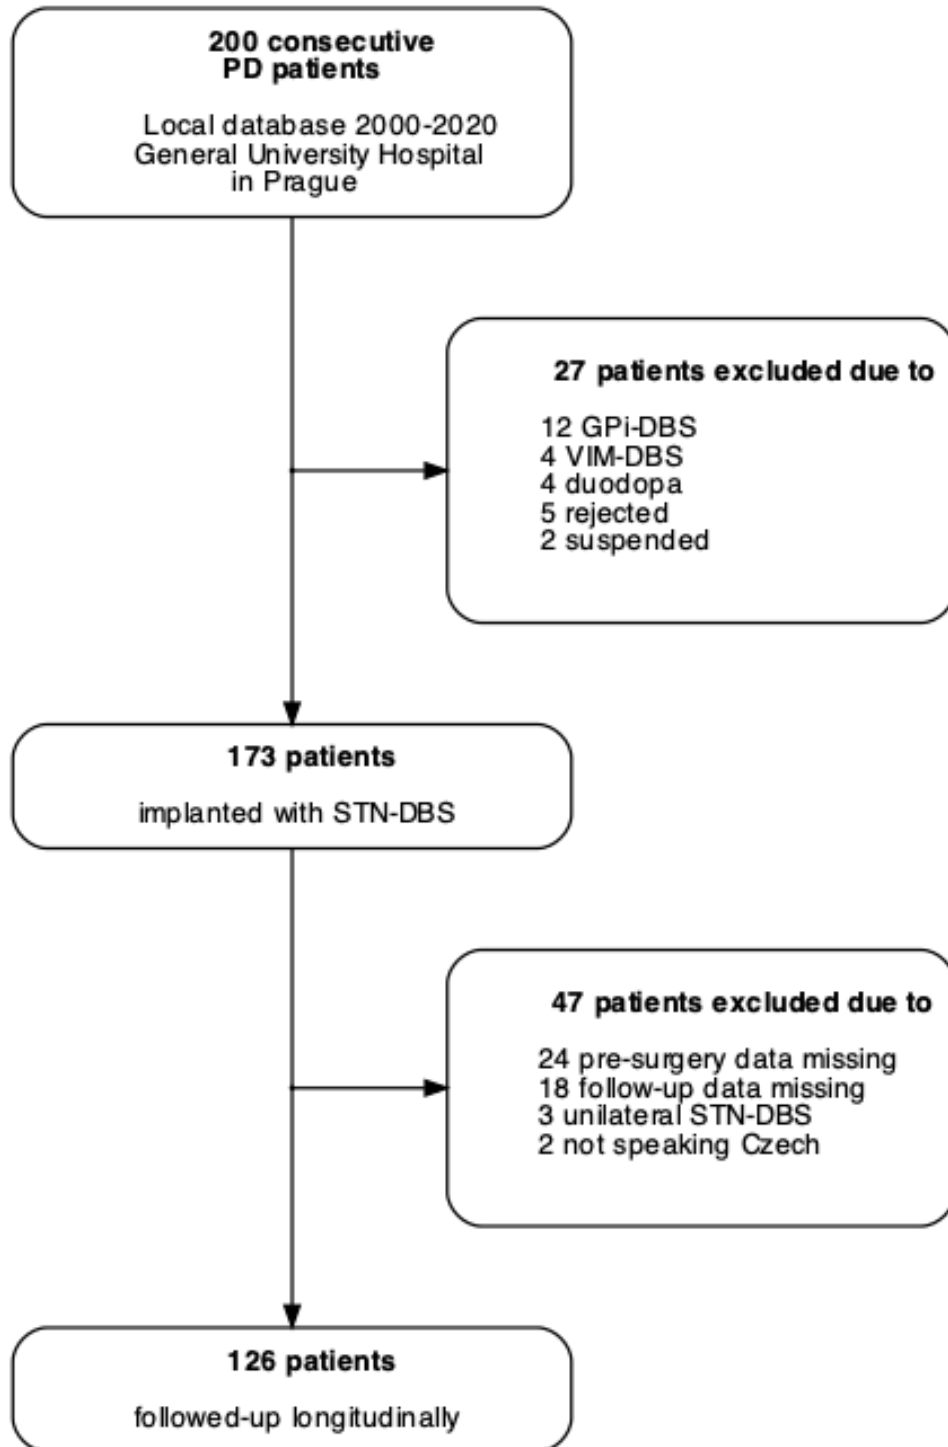 200 consecutive
PD patients
Local database 2000-2020
General University Hospital
in Prague
27 patients excluded due to
12 GPi-DBS
4 VIM-DBS
4 duodopa
5 rejected
2 suspended
173 patients
implanted with STN-DBS
47 patients excluded due to
24 pre-surgery data missing
18 follow-up data missing
3 unilateral STN-DBS
2 not speaking Czech
126 patients
followed-up longitudinally